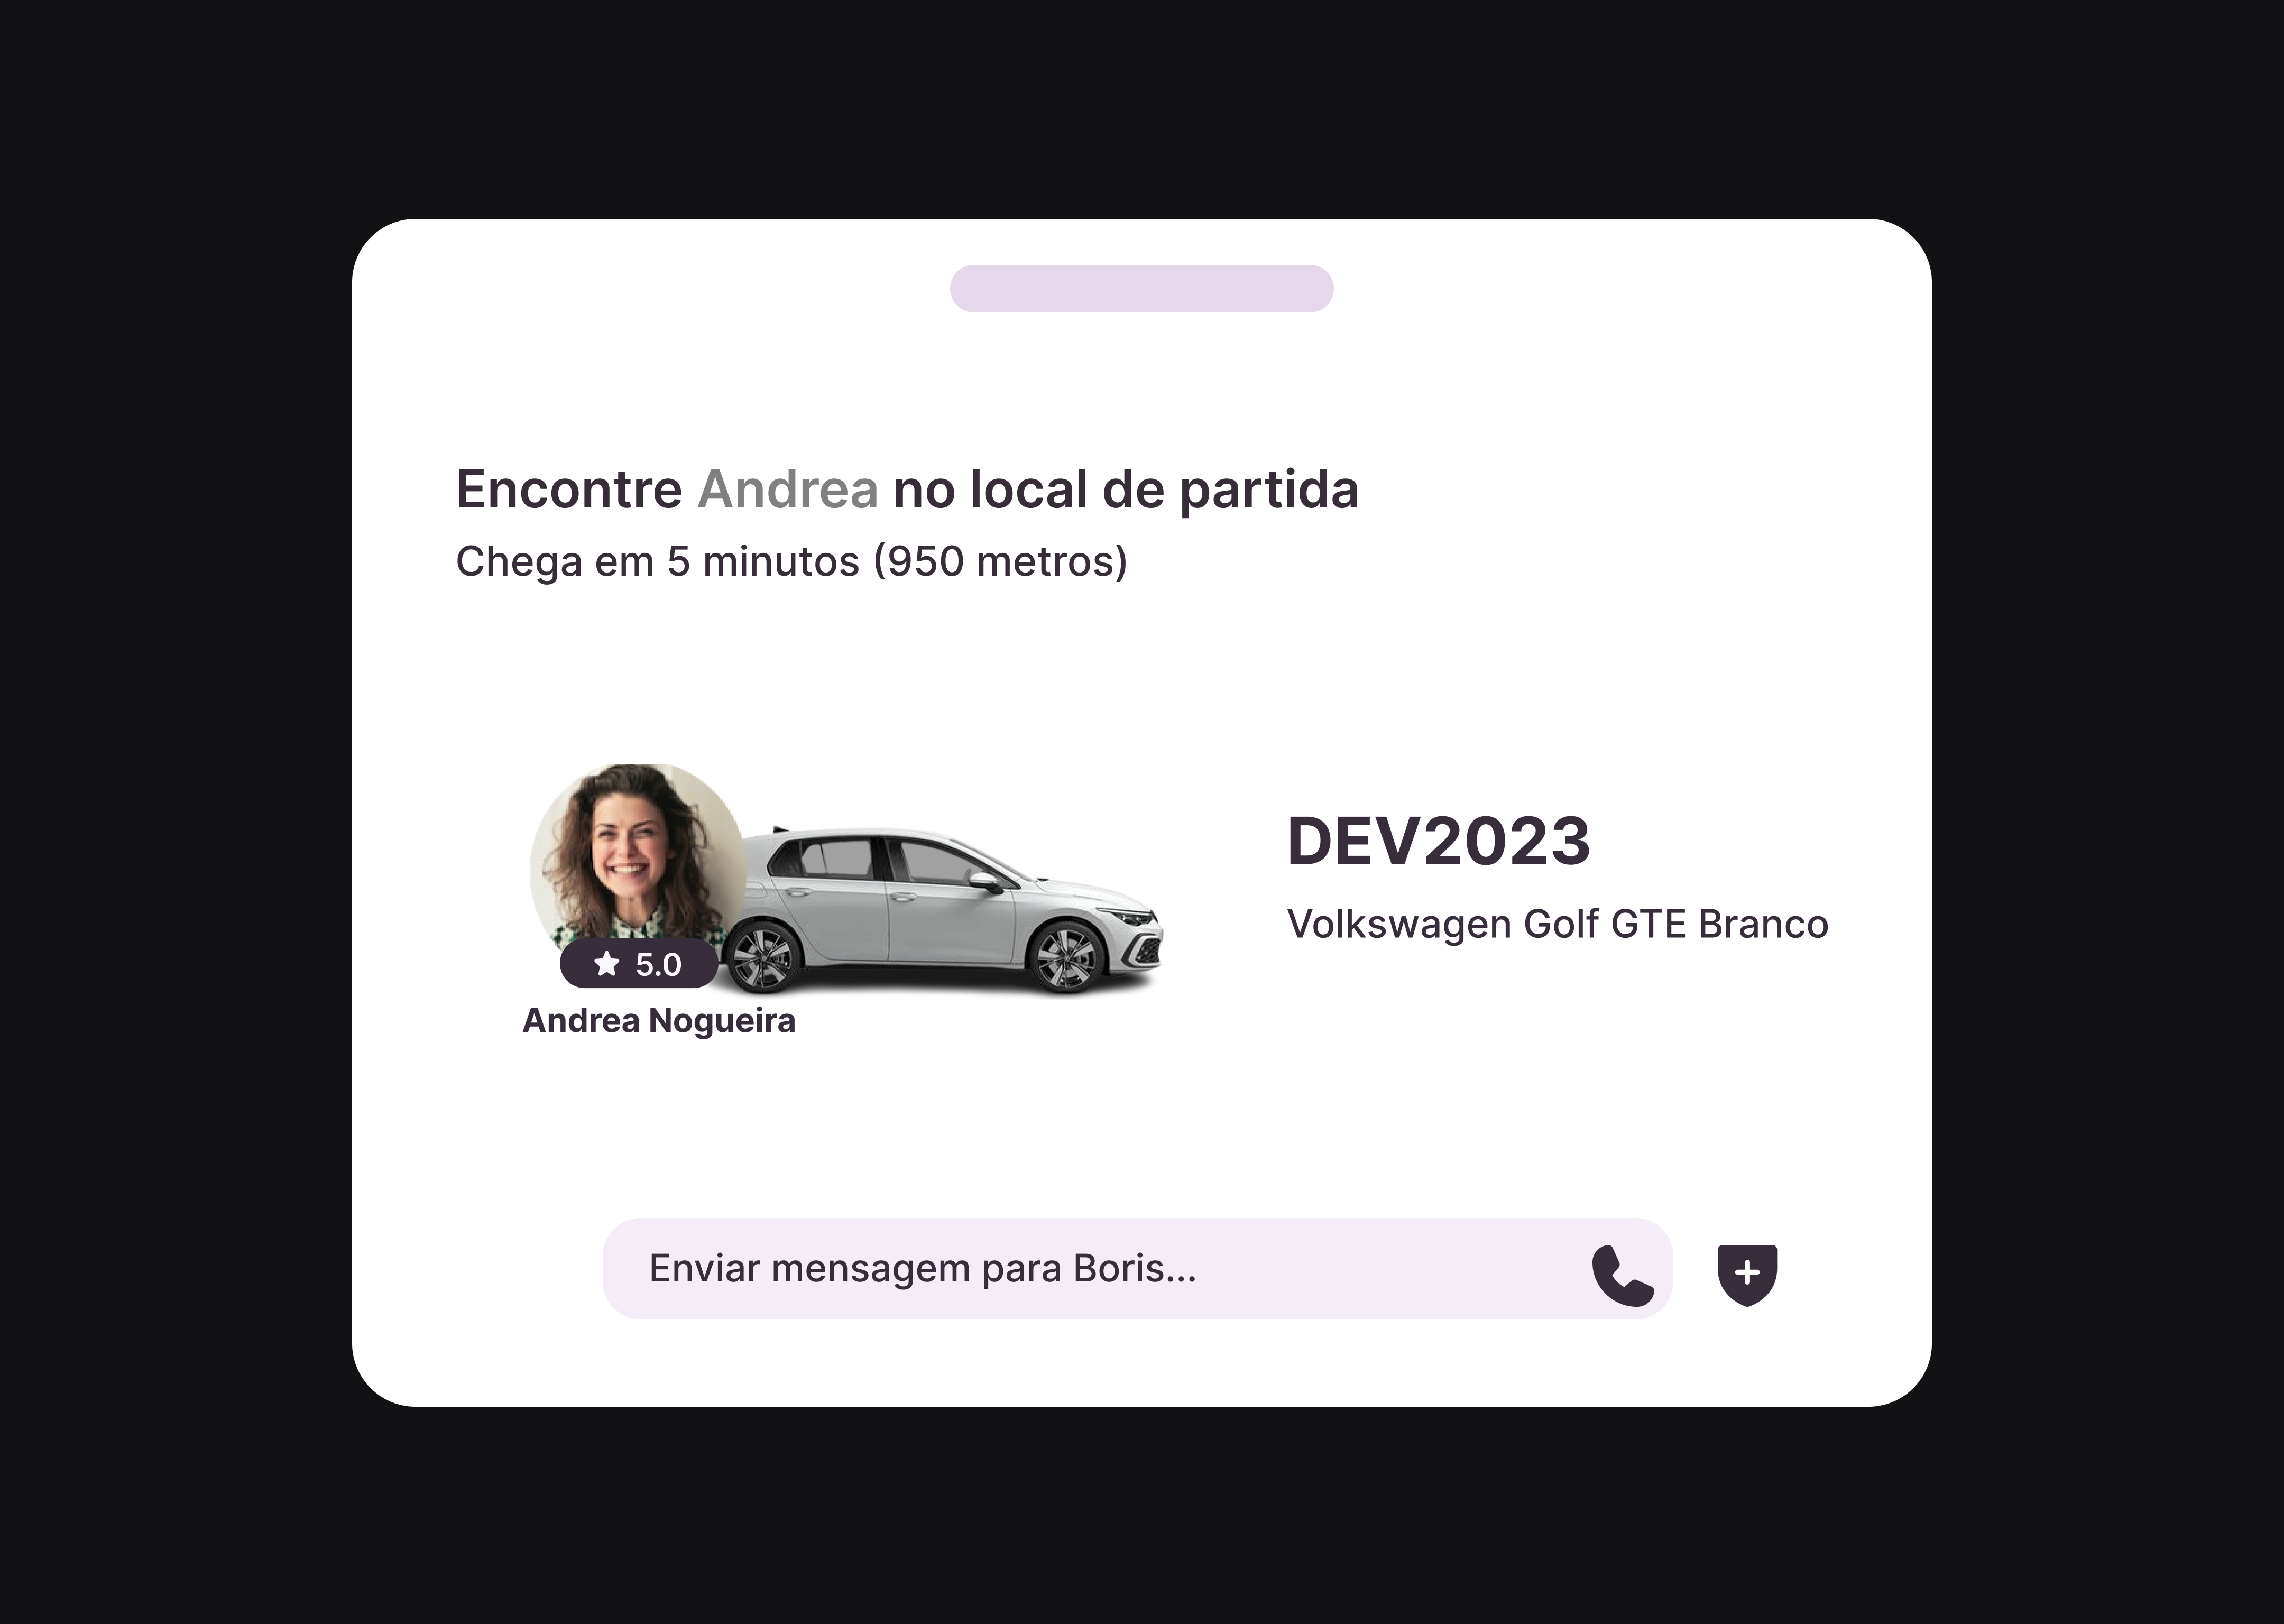 Encontre Andrea no local de partida
Chega em 5 minutos (950 metros)
DEV2023
Volkswagen Golf GTE Branco
5.0
Andrea Nogueira
Enviar mensagem para Boris...